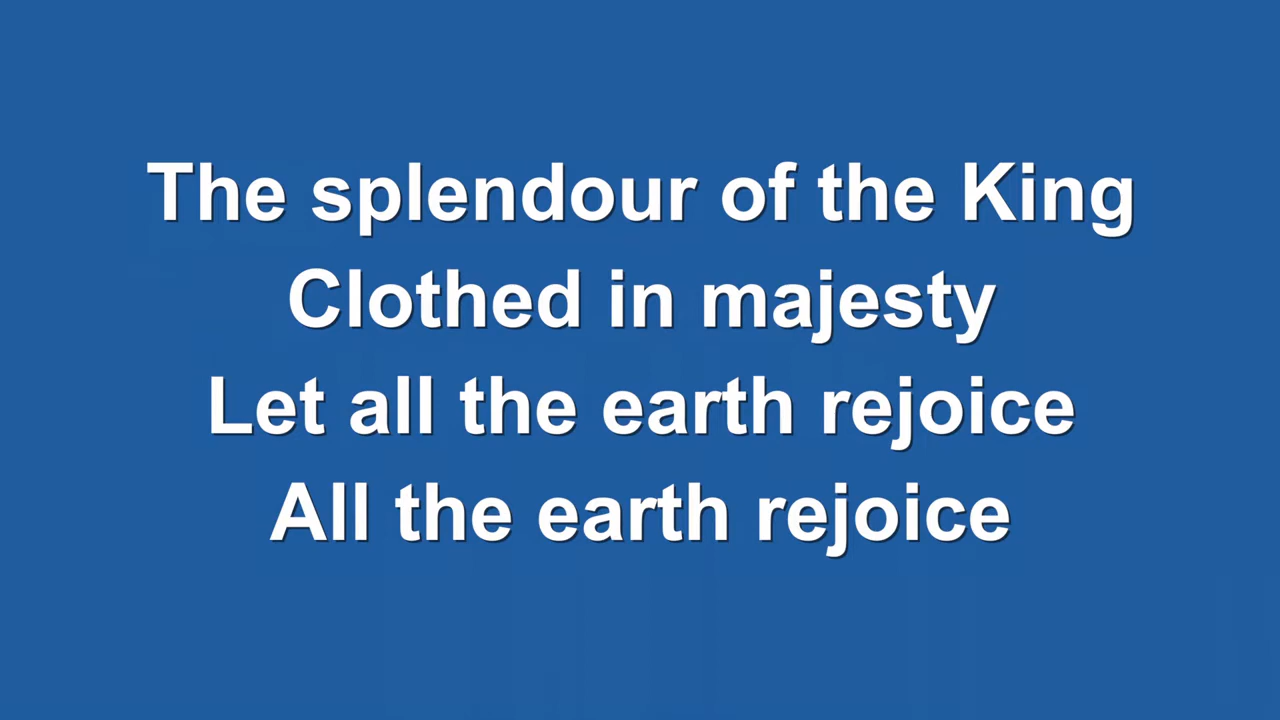 The splendour of the King
Clothed in majesty
Let all the earth rejoice
All the earth rejoice